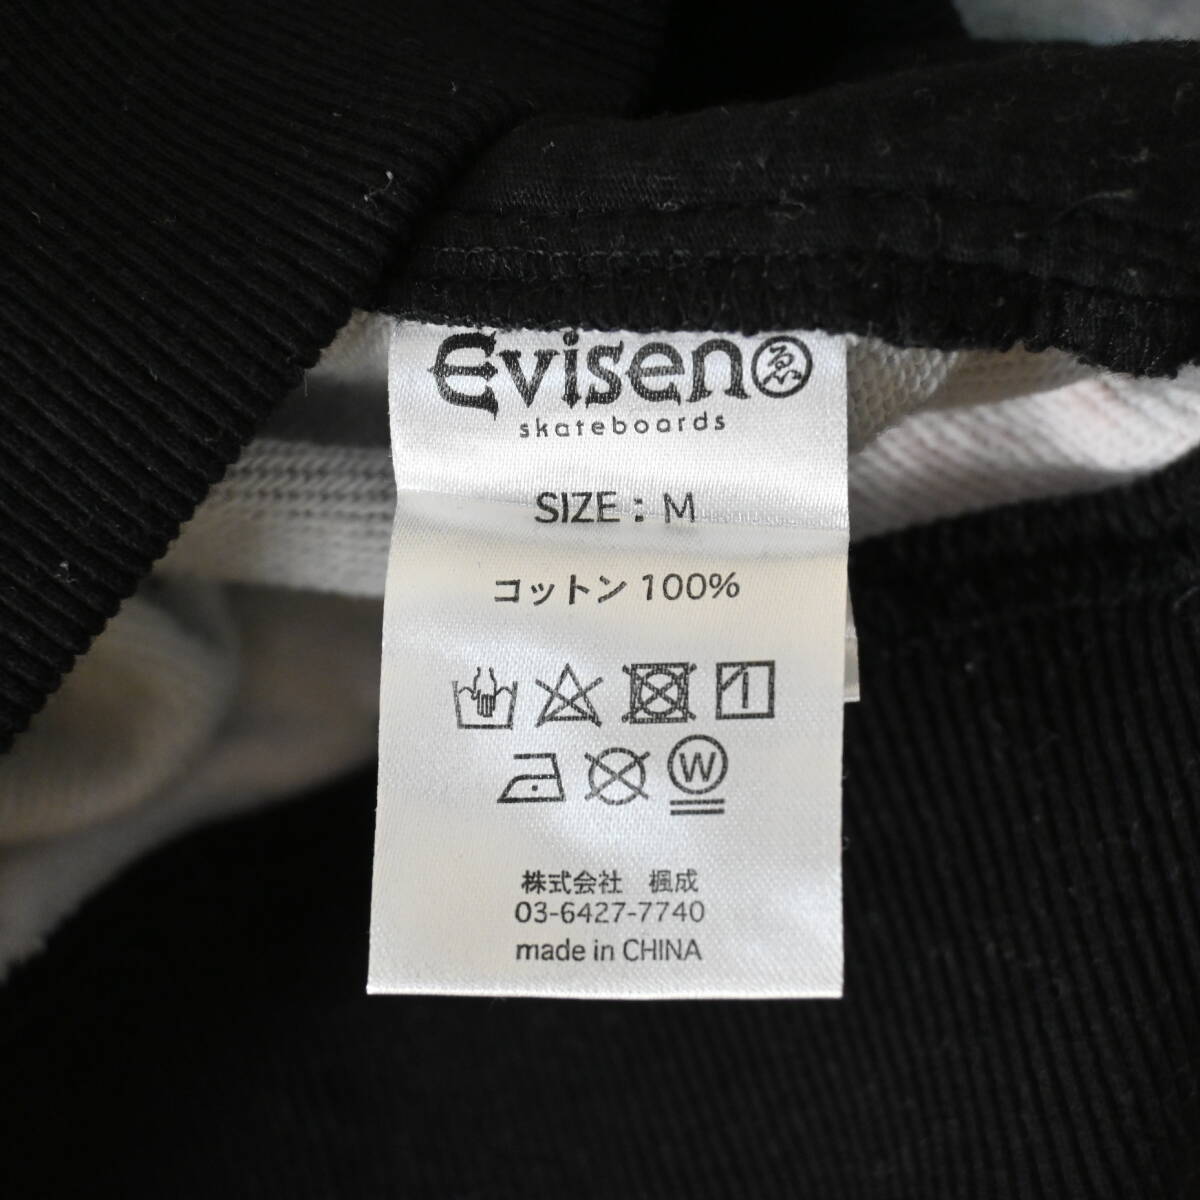 Evisen ゑ
skateboards
SIZE : M
コットン 100%
W
株式会社　楓成
03-6427-7740
made in CHINA